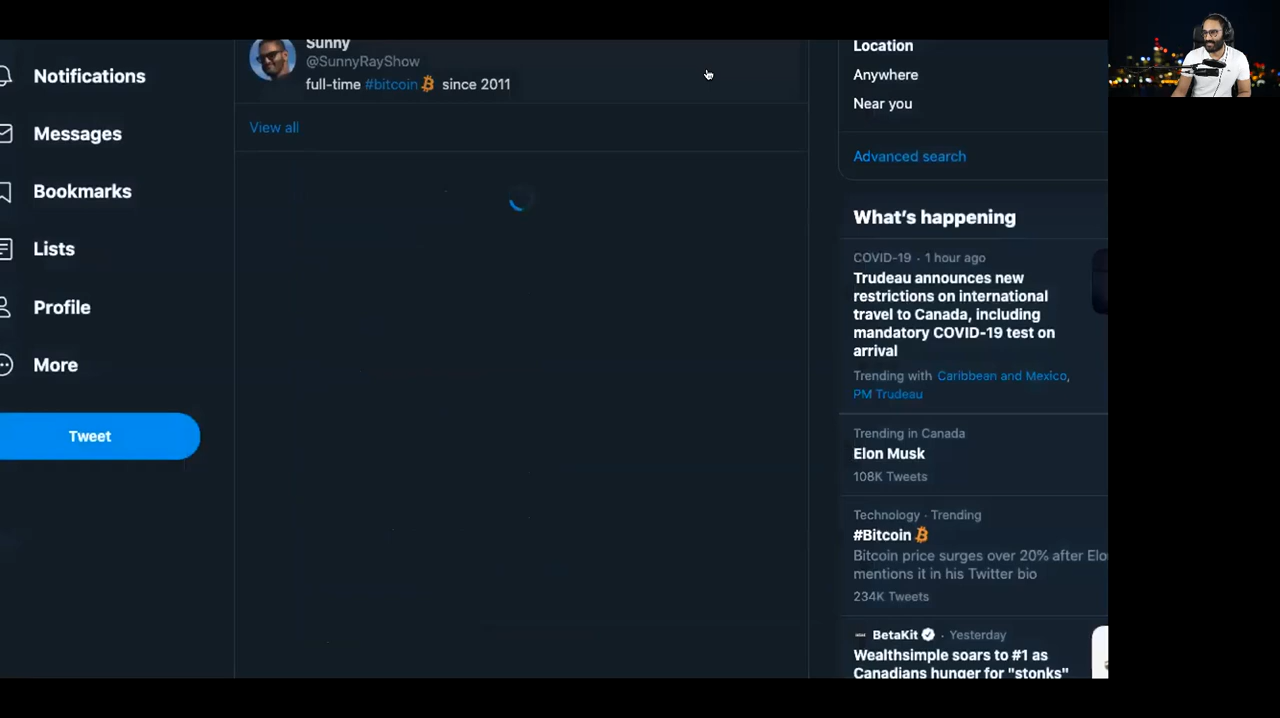 Notifications
Messages
Bookmarks
Lists
Profile
More
Tweet
Sunny
@SunnyRayShow
full-time #bitcoin since 2011
View all
Location
Anywhere
Near you
Advanced search
What's happening
COVID-19 · 1 hour ago
Trudeau announces new
restrictions on international
travel to Canada, including
mandatory COVID-19 test on
arrival
Trending with Caribbean and Mexico,
PM Trudeau
Trending in Canada
Elon Musk
108K Tweets
Technology · Trending
#Bitcoin
Bitcoin price surges over 20% after Elo
mentions it in his Twitter bio
234K Tweets
BetaKit · Yesterday
Wealthsimple soars to #1 as
Canadians hunger for "stonks"